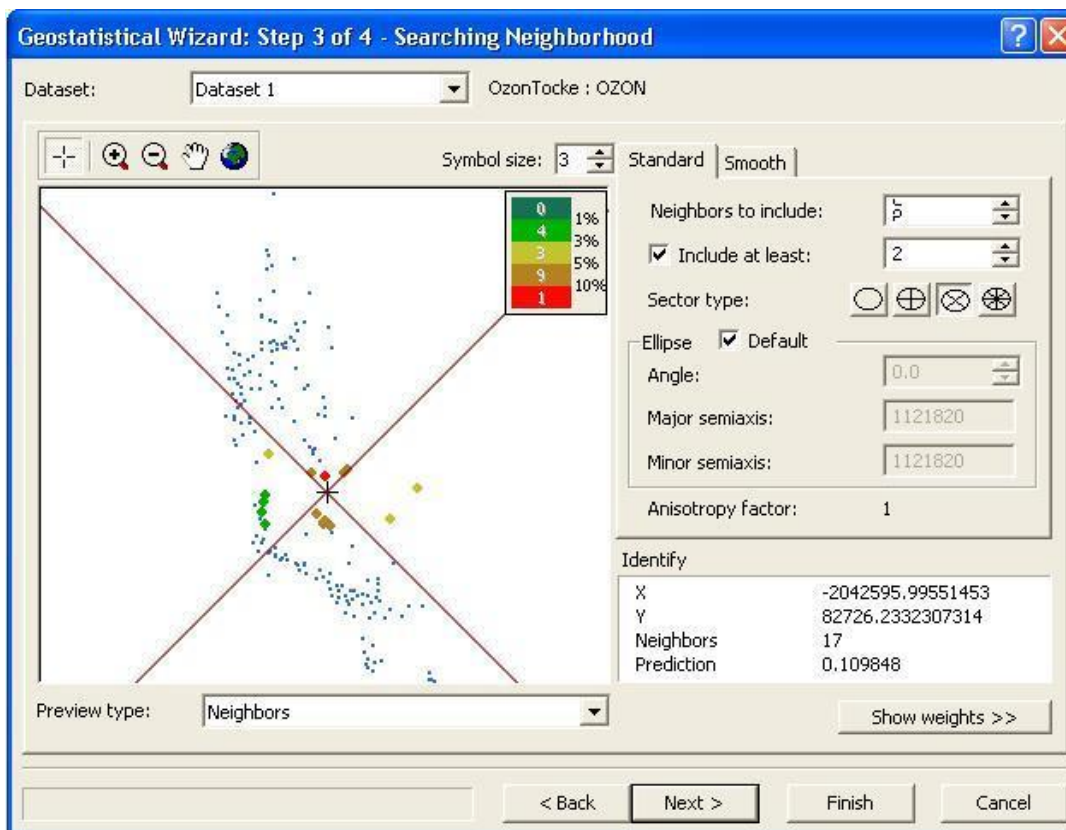 Geostatistical Wizard: Step 3 of 4 - Searching Neighborhood
Dataset: Dataset 1 OzonTocke : OZON
Symbol size: 3
Standard Smooth
0
4
3
9
1
1%
3%
5%
10%
Neighbors to include:
Include at least: 2
Sector type:
Ellipse Default
Angle: 0.0
Major semiaxis: 1121820
Minor semiaxis: 1121820
Anisotropy factor: 1
Identify
X -2042595.99551453
Y 82726.2332307314
Neighbors 17
Prediction 0.109848
Preview type: Neighbors
Show weights >>
< Back Next > Finish Cancel